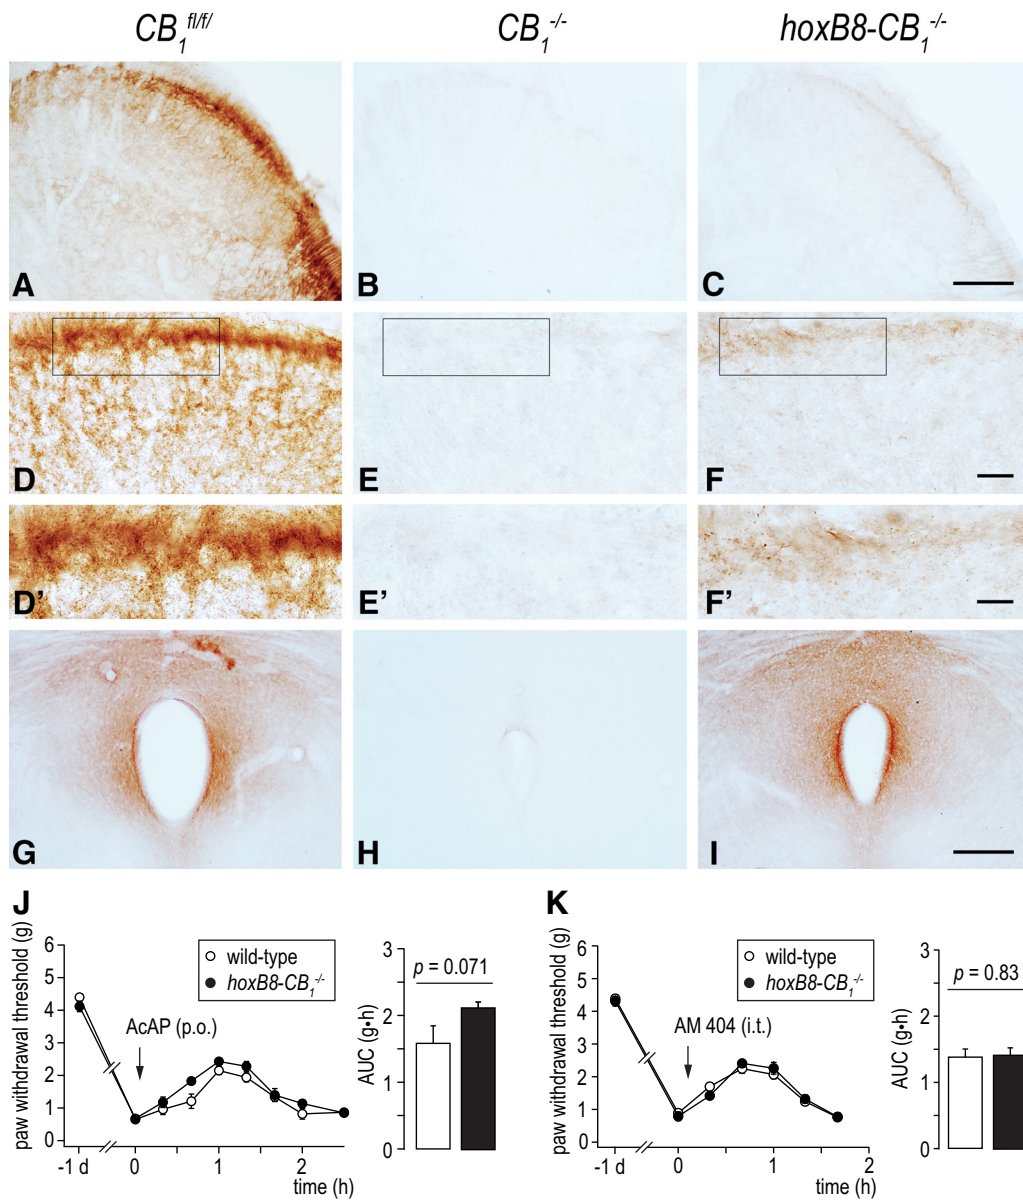 CB₁ fl/fl/ CB₁ -/- hoxB8-CB₁ -/-
A B C
D E F
D' E' F'
G H I
J
paw withdrawal threshold (g)
6
5
4
3
2
1
0
wild-type
hoxB8-CB₁-/-
AcAP (p.o.)
-1 d 0 1 2
time (h)
AUC (g•h)
3
2
1
0
p = 0.071
K
paw withdrawal threshold (g)
6
5
4
3
2
1
0
wild-type
hoxB8-CB₁-/-
AM 404 (i.t.)
-1 d 0 1 2
time (h)
AUC (g•h)
3
2
1
0
p = 0.83